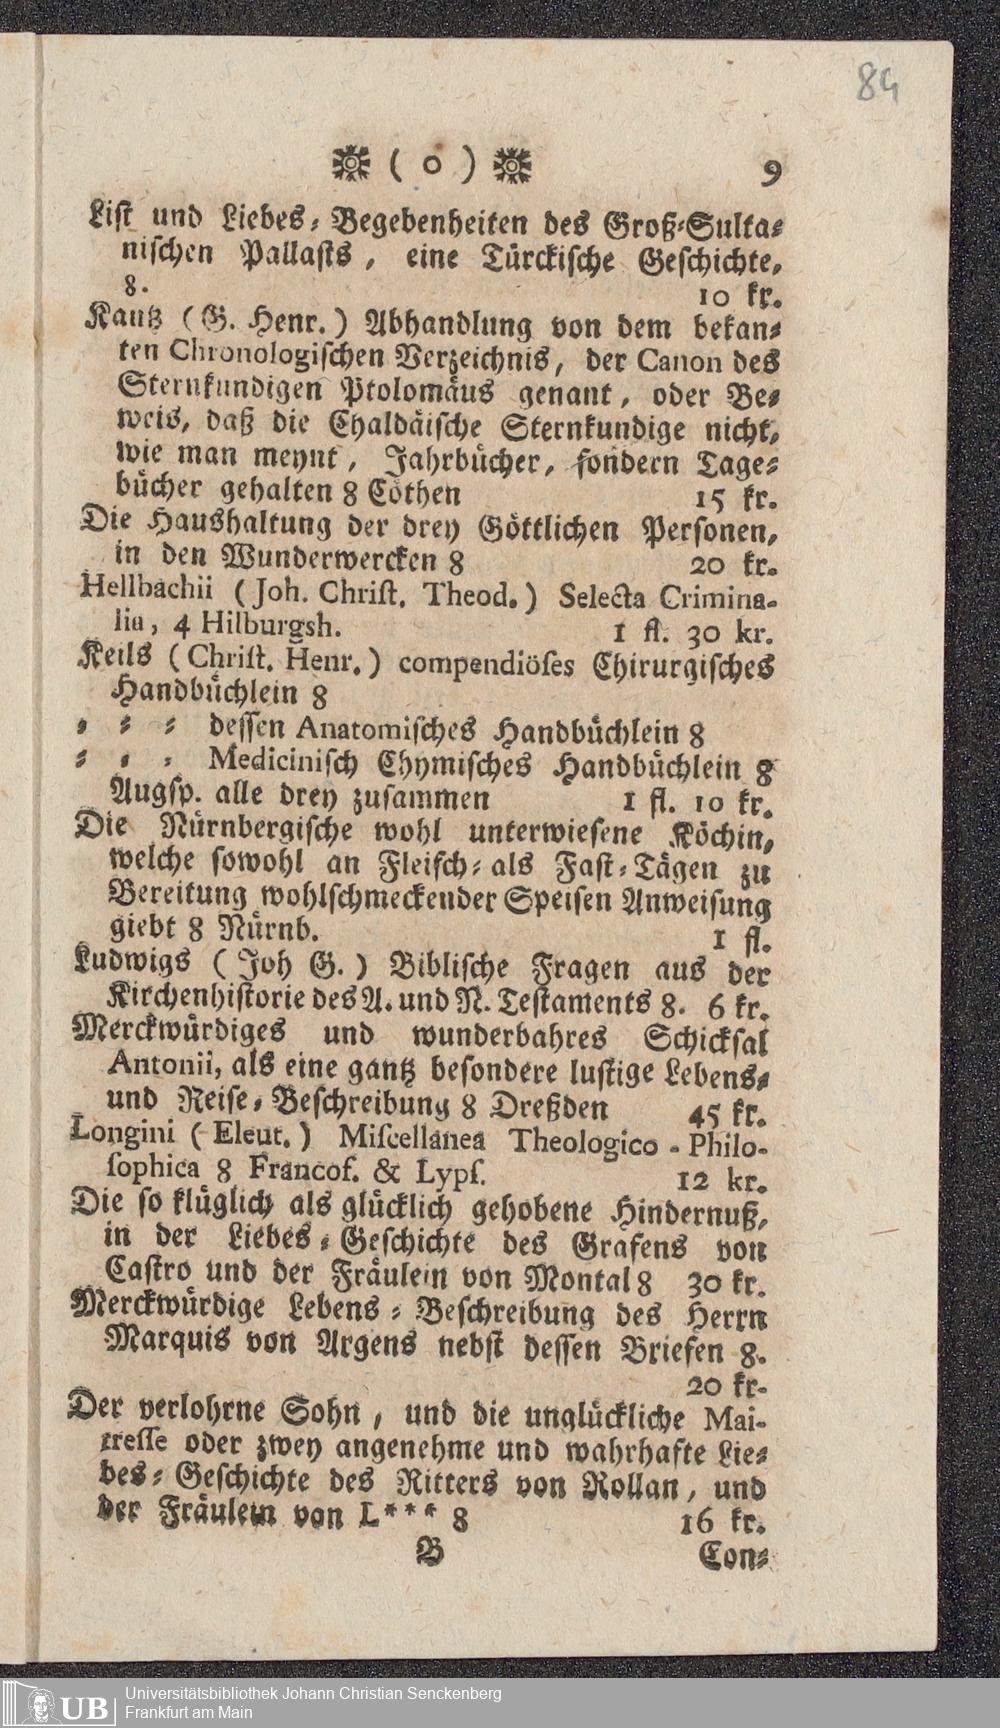 84
( o ) 9
List und Liebes-Begebenheiten des Groß-Sulta-
nischen Pallasts, eine Türckische Geschichte,
8. 10 kr.
Kautz (G. Henr.) Abhandlung von dem bekan-
ten Chronologischen Verzeichnis, der Canon des
Sternkundigen Ptolomäus genant, oder Be-
weis, daß die Chaldäische Sternkundige nicht,
wie man meynt, Jahrbücher, sondern Tage-
bücher gehalten 8 Cöthen 15 kr.
Die Haushaltung der drey Göttlichen Personen,
in den Wunderwercken 8 20 kr.
Hellbachii (Joh. Christ. Theod.) Selecta Crimina-
lia, 4 Hilburgsh. 1 fl. 30 kr.
Keils (Christ. Henr.) compendiöses Chirurgisches
Handbüchlein 8
- - - dessen Anatomisches Handbüchlein 8
- - - Medicinisch Chymisches Handbüchlein 8
Augsp. alle drey zusammen 1 fl. 10 kr.
Die Nürnbergische wohl unterwiesene Köchin,
welche sowohl an Fleisch-als Fast-Tägen zu
Bereitung wohlschmeckender Speisen Anweisung
giebt 8 Nürnb. 1 fl.
Ludwigs (Joh G.) Biblische Fragen aus der
Kirchenhistorie des A. und N. Testaments 8. 6 kr.
Merckwürdiges und wunderbahres Schicksal
Antonii, als eine gantz besondere lustige Lebens-
und Reise-Beschreibung 8 Dreßden 45 kr.
Longini (Eleut.) Miscellanea Theologico-Philo-
sophica 8 Francof. & Lyps. 12 kr.
Die so klüglich als glücklich gehobene Hindernuß,
in der Liebes-Geschichte des Grafens von
Castro und der Fräulein von Montal 8 30 kr.
Merckwürdige Lebens-Beschreibung des Herrn
Marquis von Argens nebst dessen Briefen 8.
20 kr.
Der verlohrne Sohn, und die unglückliche Mai-
tresse oder zwey angenehme und wahrhafte Lie-
bes-Geschichte des Ritters von Rollan, und
der Fräulein von L*** 8 16 kr.
B Con-
UB Universitätsbibliothek Johann Christian Senckenberg
Frankfurt am Main